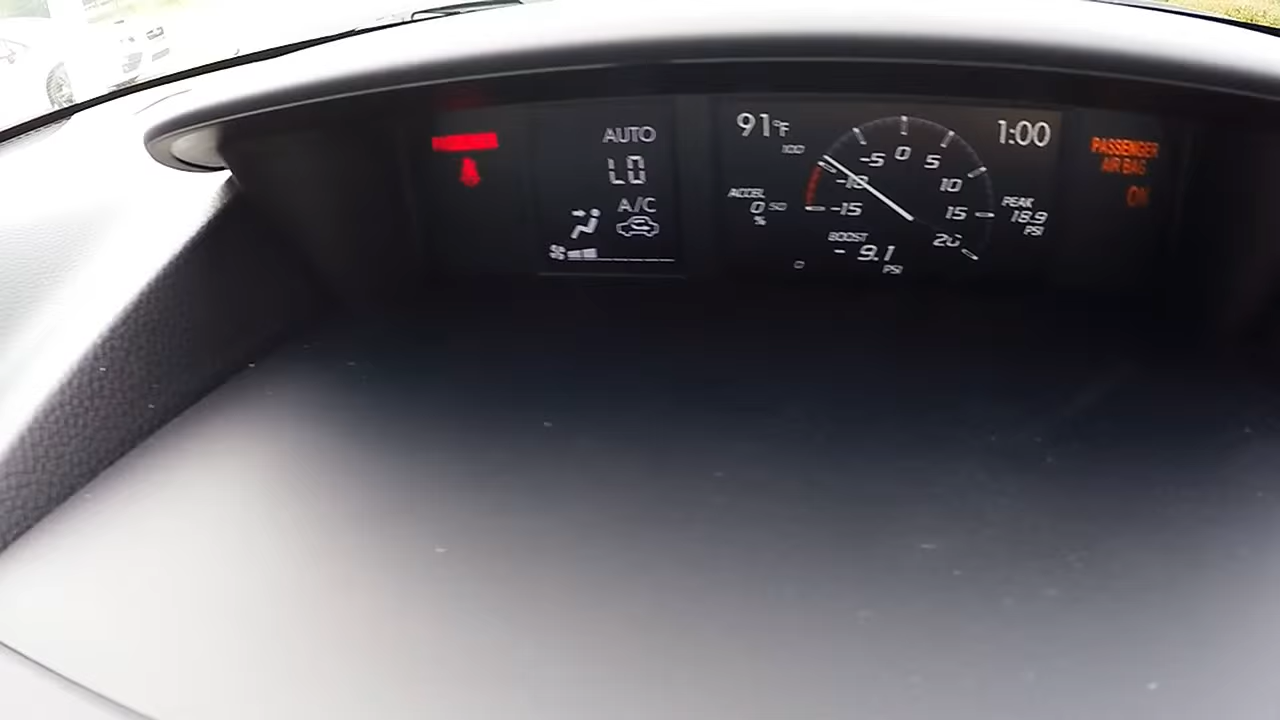 AUTO
LO
A/C
91°F
1:00
100
ACCEL
0
50
%
0
-15
-10
-5
0
5
10
15
20
BOOST
- 9.1
PSI
PEAK
18.9
PSI
PASSENGER
AIR BAG
ON